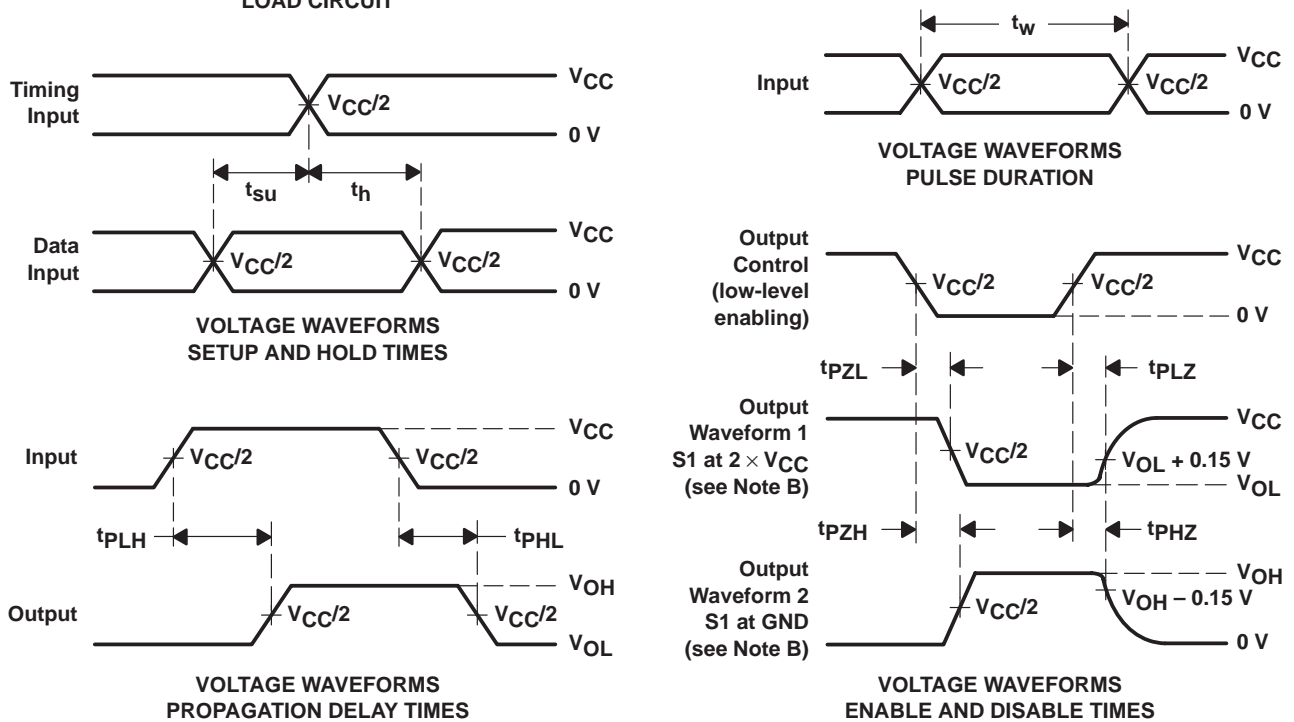 LOAD CIRCUIT
Timing
Input
VCC
VCC/2
0 V
tsu
th
Data
Input
VCC
VCC/2
VCC/2
0 V
VOLTAGE WAVEFORMS
SETUP AND HOLD TIMES
Input
VCC
VCC/2
VCC/2
0 V
tPLH
tPHL
Output
VOH
VCC/2
VCC/2
VOL
VOLTAGE WAVEFORMS
PROPAGATION DELAY TIMES
tw
Input
VCC
VCC/2
VCC/2
0 V
VOLTAGE WAVEFORMS
PULSE DURATION
Output
Control
(low-level
enabling)
VCC
VCC/2
VCC/2
0 V
tPZL
tPLZ
Output
Waveform 1
S1 at 2 × VCC
(see Note B)
VCC
VCC/2
VOL + 0.15 V
VOL
tPZH
tPHZ
Output
Waveform 2
S1 at GND
(see Note B)
VOH
VCC/2
VOH – 0.15 V
0 V
VOLTAGE WAVEFORMS
ENABLE AND DISABLE TIMES